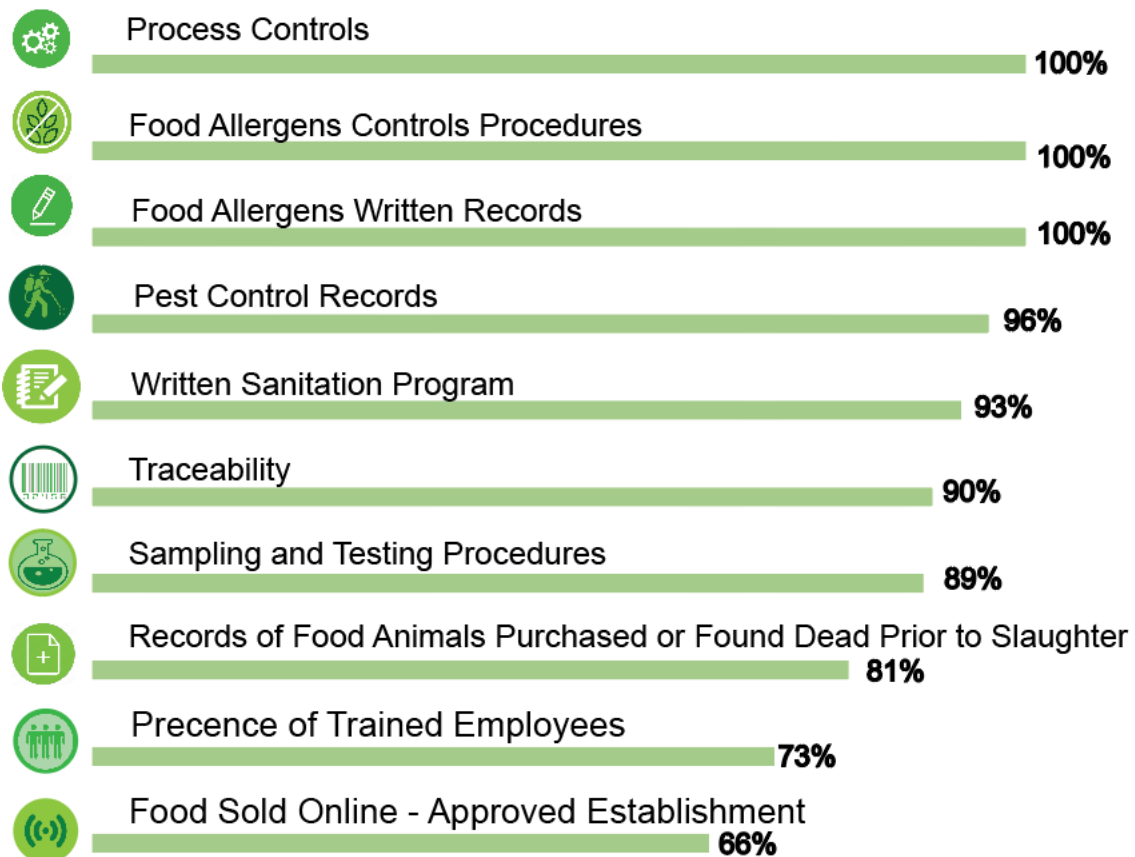 Process Controls
100%
Food Allergens Controls Procedures
100%
Food Allergens Written Records
100%
Pest Control Records
96%
Written Sanitation Program
93%
Traceability
90%
Sampling and Testing Procedures
89%
Records of Food Animals Purchased or Found Dead Prior to Slaughter
81%
Precence of Trained Employees
73%
Food Sold Online - Approved Establishment
66%